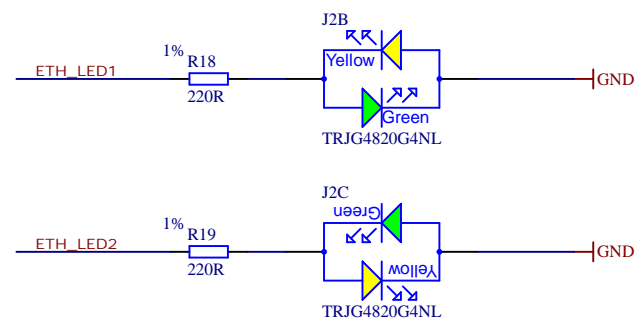 J2B
1%
R18
Yellow
ETH_LED1
GND
220R
Green
TRJG4820G4NL
J2C
1%
R19
Green
ETH_LED2
GND
Yellow
220R
TRJG4820G4NL